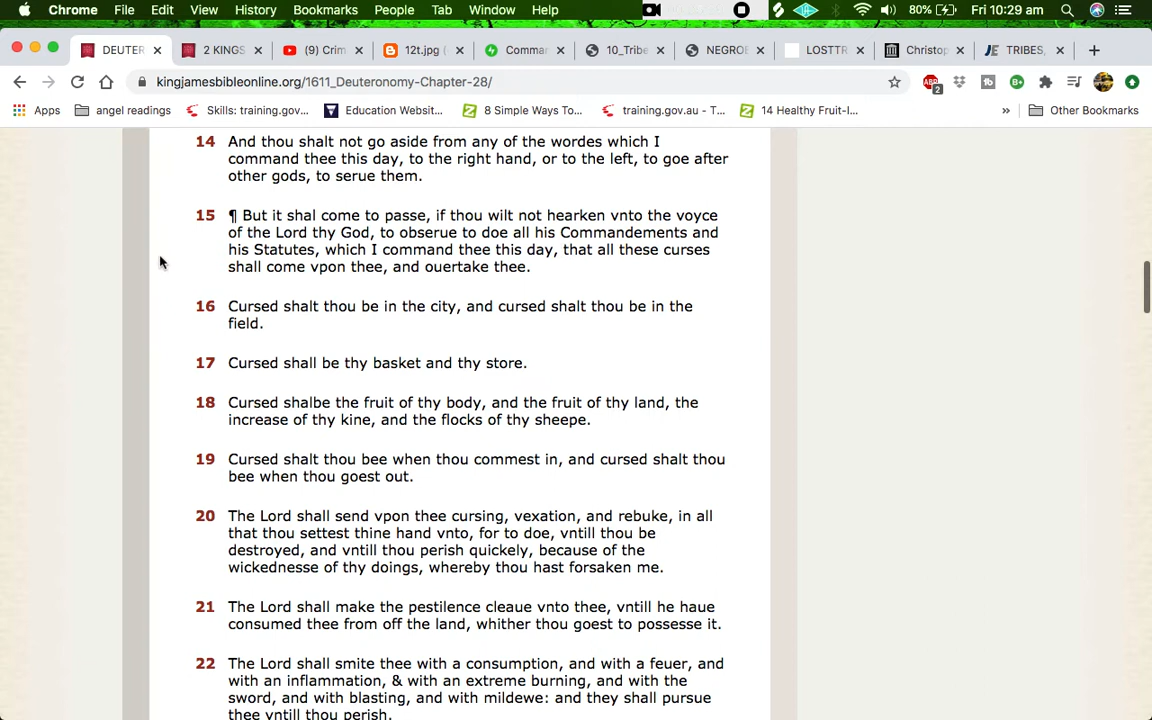 Chrome File Edit View History Bookmarks People Tab Window Help 80% Fri 10:29 am
DEUTER 2 KINGS (9) Crim 12t.jpg ( Comma 10_Tribe NEGROE LOSTTR Christop TRIBES,
kingjamesbibleonline.org/1611_Deuteronomy-Chapter-28/ ABP 2
Apps angel readings Skills: training.gov... Education Websit... 8 Simple Ways To... training.gov.au - T... 14 Healthy Fruit-I... » Other Bookmarks
14 And thou shalt not go aside from any of the wordes which I
command thee this day, to the right hand, or to the left, to goe after
other gods, to serue them.
15 ¶ But it shal come to passe, if thou wilt not hearken vnto the voyce
of the Lord thy God, to obserue to doe all his Commandements and
his Statutes, which I command thee this day, that all these curses
shall come vpon thee, and ouertake thee.
16 Cursed shalt thou be in the city, and cursed shalt thou be in the
field.
17 Cursed shall be thy basket and thy store.
18 Cursed shalbe the fruit of thy body, and the fruit of thy land, the
increase of thy kine, and the flocks of thy sheepe.
19 Cursed shalt thou bee when thou commest in, and cursed shalt thou
bee when thou goest out.
20 The Lord shall send vpon thee cursing, vexation, and rebuke, in all
that thou settest thine hand vnto, for to doe, vntill thou be
destroyed, and vntill thou perish quickely, because of the
wickednesse of thy doings, whereby thou hast forsaken me.
21 The Lord shall make the pestilence cleaue vnto thee, vntill he haue
consumed thee from off the land, whither thou goest to possesse it.
22 The Lord shall smite thee with a consumption, and with a feuer, and
with an inflammation, & with an extreme burning, and with the
sword, and with blasting, and with mildewe: and they shall pursue
thee vntill thou perish.